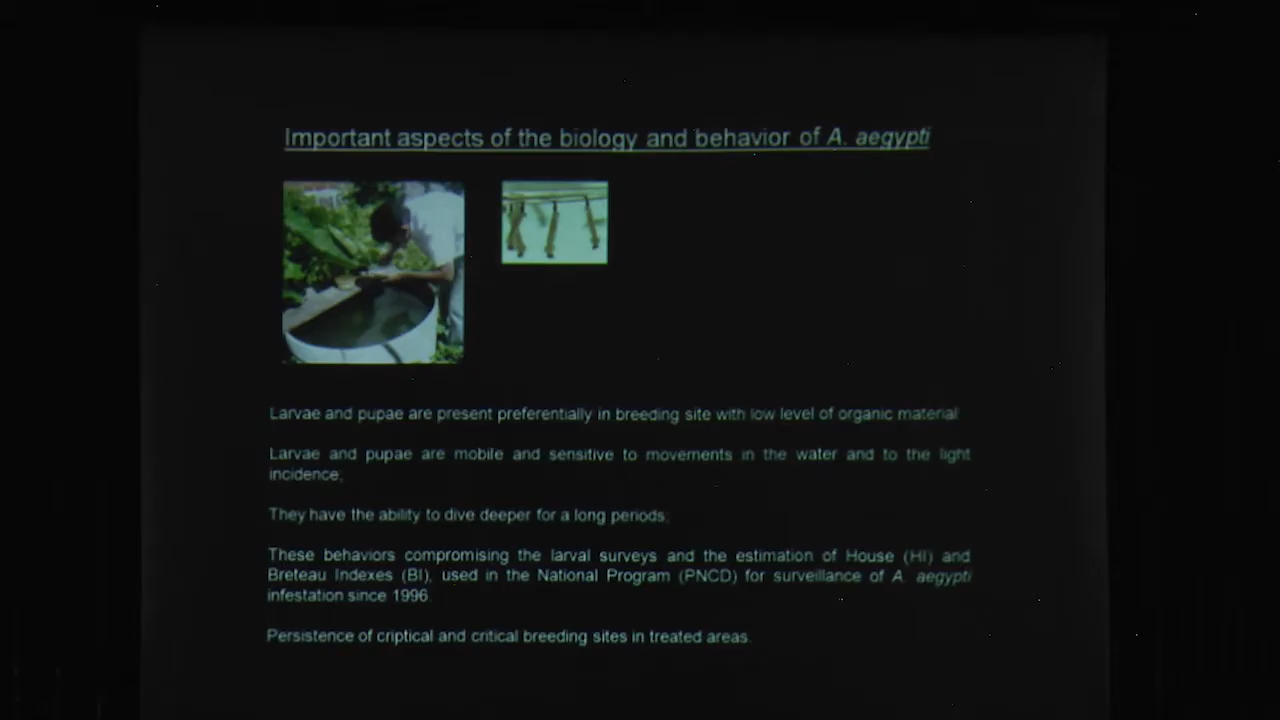 Important aspects of the biology and behavior of A. aegypti
Larvae and pupae are present preferentially in breeding site with low level of organic material
Larvae and pupae are mobile and sensitive to movements in the water and to the light
incidence;
They have the ability to dive deeper for a long periods;
These behaviors compromising the larval surveys and the estimation of House (HI) and
Breteau Indexes (BI), used in the National Program (PNCD) for surveillance of A. aegypti
infestation since 1996.
Persistence of criptical and critical breeding sites in treated areas.